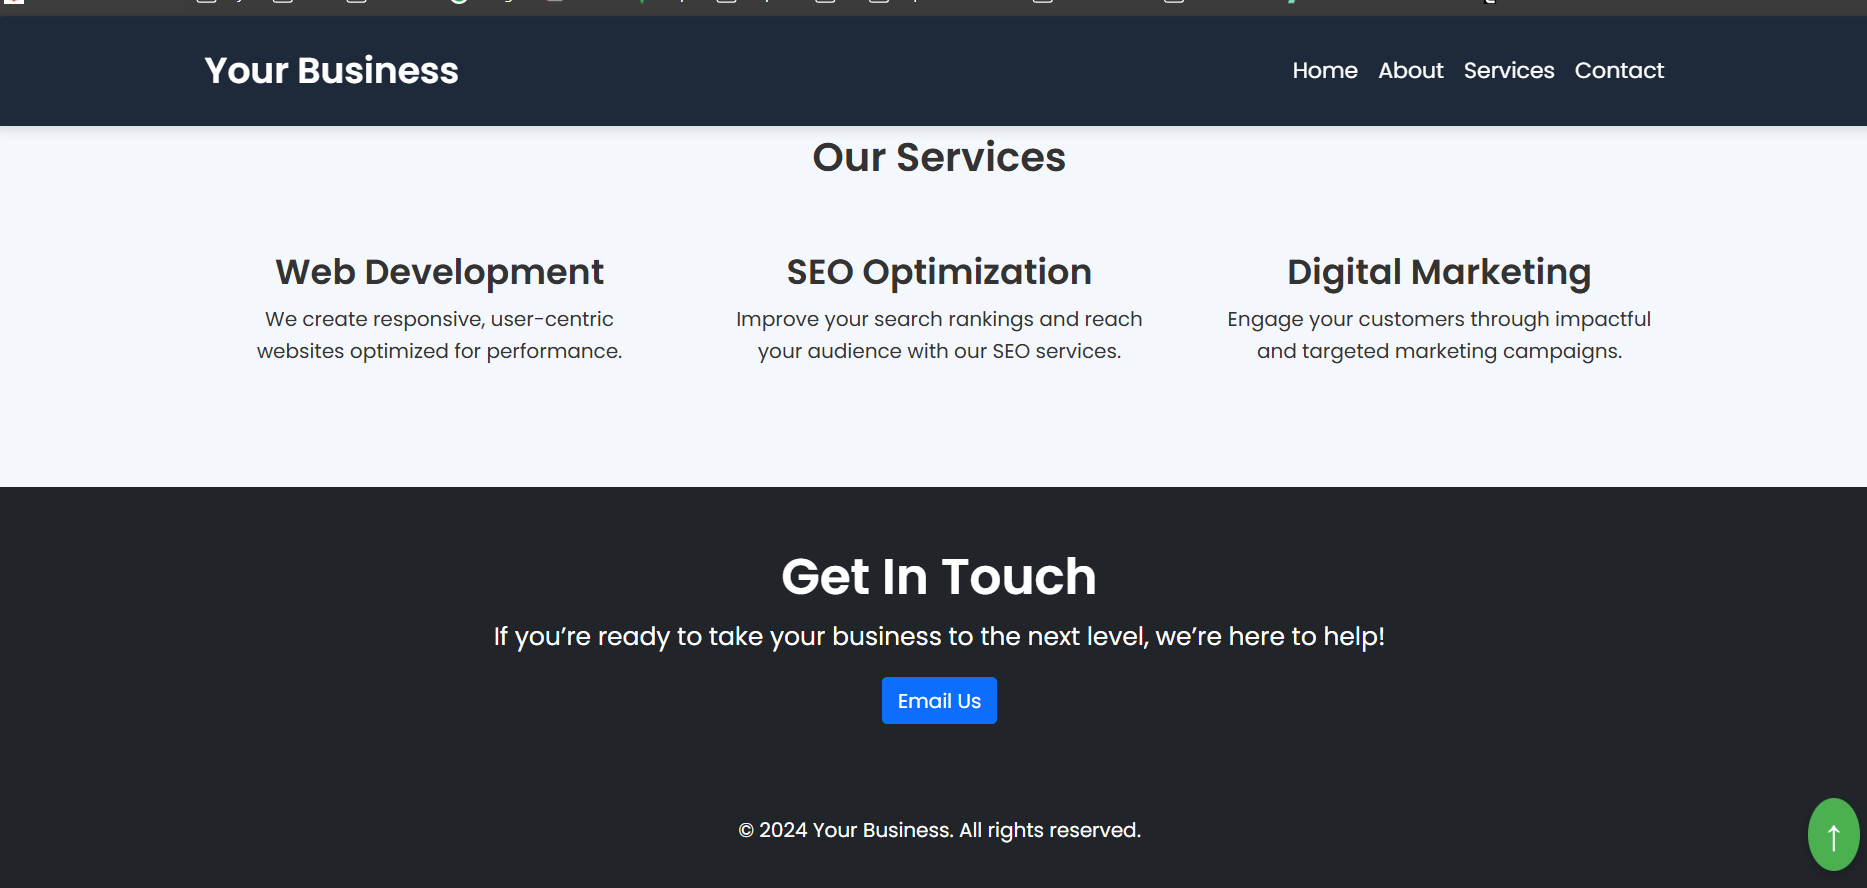 Your Business
Home About Services Contact
Our Services
Web Development
We create responsive, user-centric
websites optimized for performance.
SEO Optimization
Improve your search rankings and reach
your audience with our SEO services.
Digital Marketing
Engage your customers through impactful
and targeted marketing campaigns.
Get In Touch
If you’re ready to take your business to the next level, we’re here to help!
Email Us
© 2024 Your Business. All rights reserved.
↑